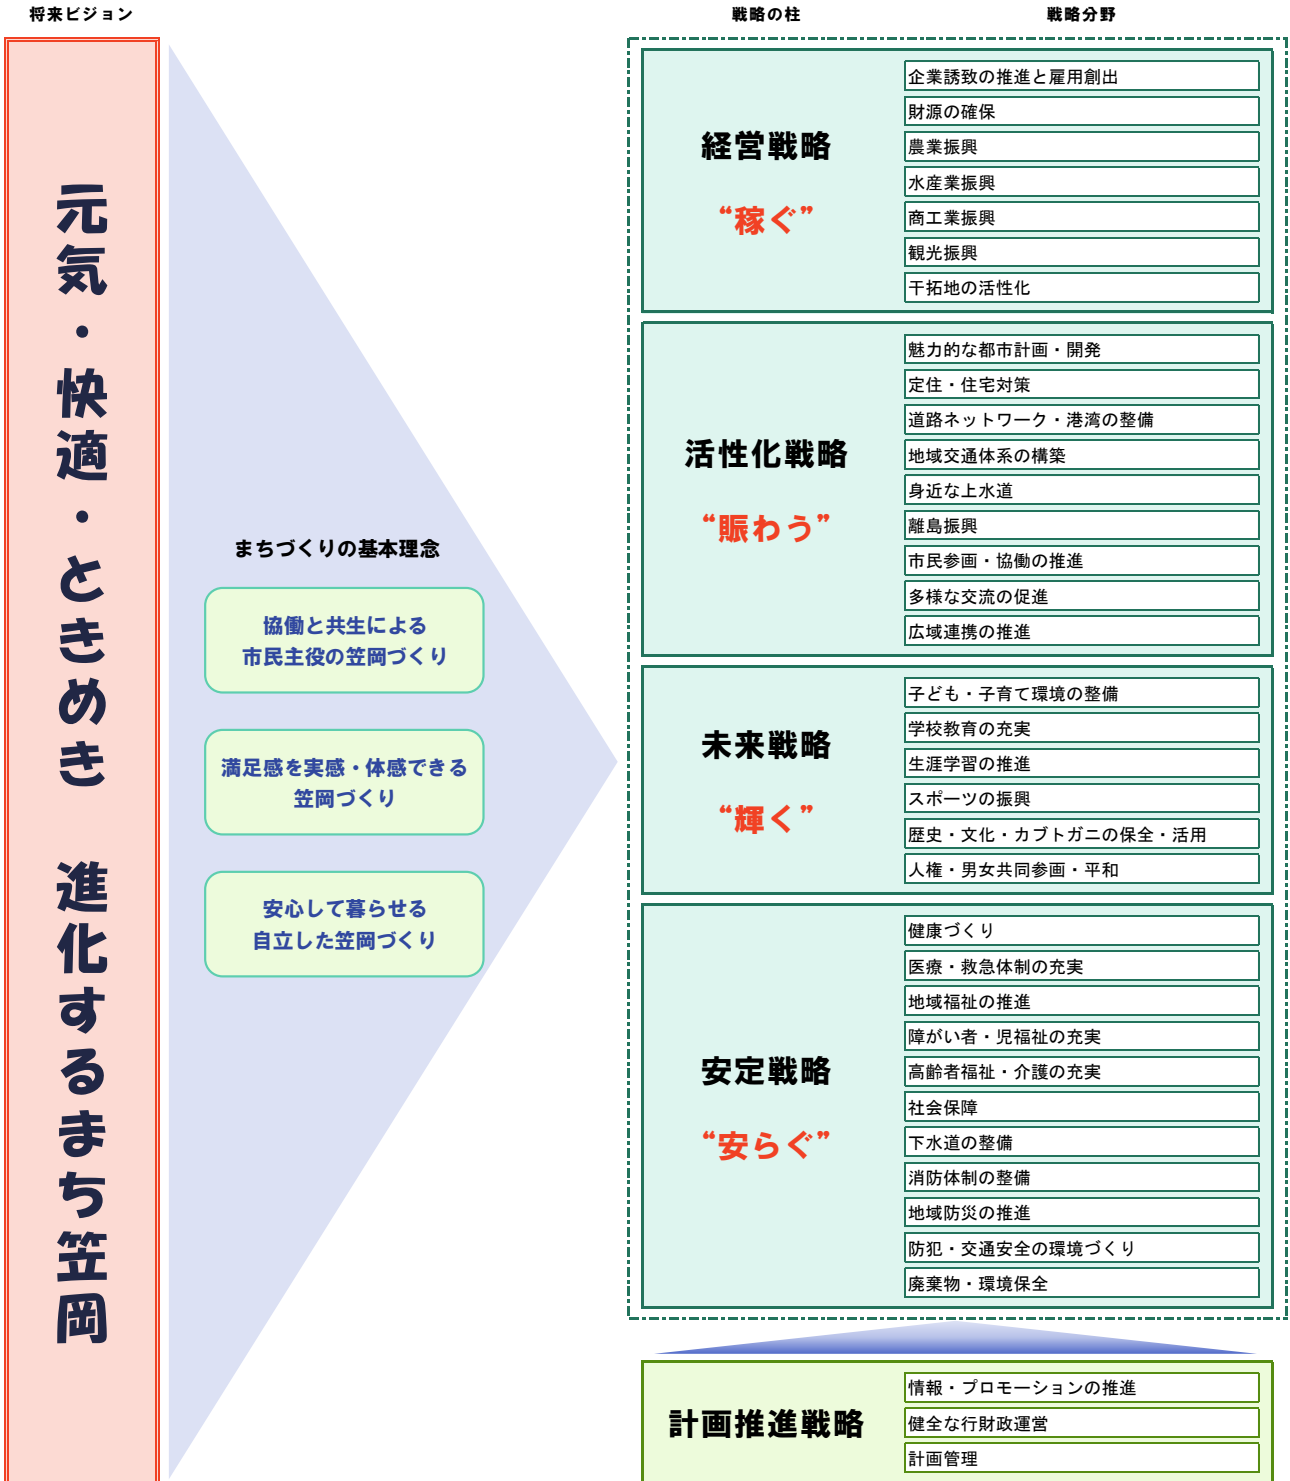 将来ビジョン
戦略の柱
戦略分野
元気・快適・ときめき　進化するまち笠岡
まちづくりの基本理念
協働と共生による
市民主役の笠岡づくり
満足感を実感・体感できる
笠岡づくり
安心して暮らせる
自立した笠岡づくり
経営戦略
“稼ぐ”
企業誘致の推進と雇用創出
財源の確保
農業振興
水産業振興
商工業振興
観光振興
干拓地の活性化
活性化戦略
“賑わう”
魅力的な都市計画・開発
定住・住宅対策
道路ネットワーク・港湾の整備
地域交通体系の構築
身近な上水道
離島振興
市民参画・協働の推進
多様な交流の促進
広域連携の推進
未来戦略
“輝く”
子ども・子育て環境の整備
学校教育の充実
生涯学習の推進
スポーツの振興
歴史・文化・カブトガニの保全・活用
人権・男女共同参画・平和
安定戦略
“安らぐ”
健康づくり
医療・救急体制の充実
地域福祉の推進
障がい者・児福祉の充実
高齢者福祉・介護の充実
社会保障
下水道の整備
消防体制の整備
地域防災の推進
防犯・交通安全の環境づくり
廃棄物・環境保全
計画推進戦略
情報・プロモーションの推進
健全な行財政運営
計画管理